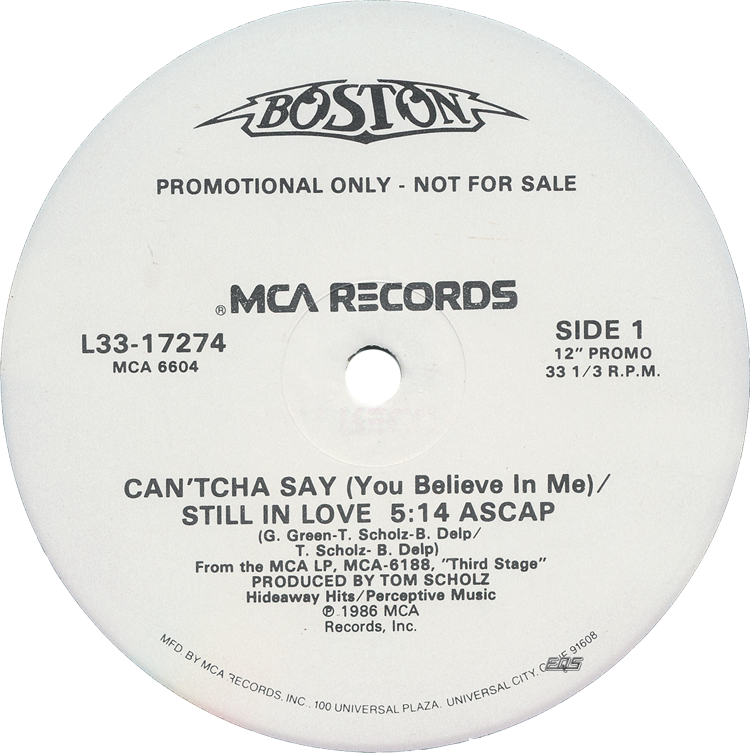 BOSTON
PROMOTIONAL ONLY - NOT FOR SALE
® MCA RECORDS
L33-17274
MCA 6604
SIDE 1
12" PROMO
33 1/3 R.P.M.
CAN'TCHA SAY (You Believe In Me)/
STILL IN LOVE 5:14 ASCAP
(G. Green-T. Scholz-B. Delp/
T. Scholz- B. Delp)
From the MCA LP, MCA-6188, "Third Stage"
PRODUCED BY TOM SCHOLZ
Hideaway Hits/Perceptive Music
℗ 1986 MCA
Records, Inc.
MFD. BY MCA RECORDS, INC., 100 UNIVERSAL PLAZA, UNIVERSAL CITY, 91608
EQS